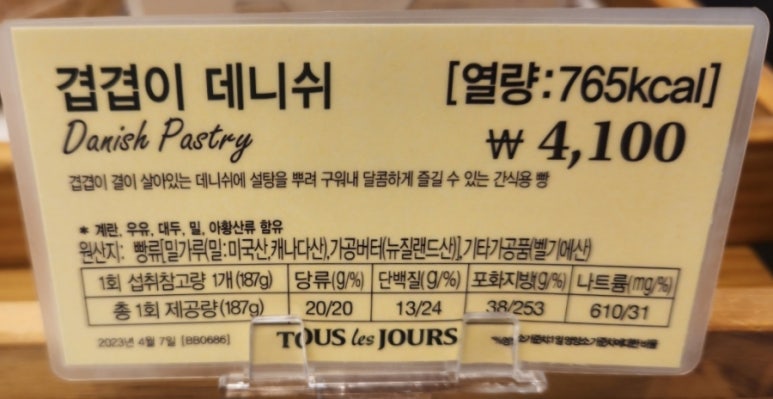 겹겹이 데니쉬 [열량:765kcal]
Danish Pastry ₩ 4,100
겹겹이 결이 살아있는 데니쉬에 설탕을 뿌려 구워내 달콤하게 즐길 수 있는 간식용 빵
* 계란, 우유, 대두, 밀, 아황산류 함유
원산지: 빵류[밀가루(밀:미국산,캐나다산),가공버터(뉴질랜드산)],기타가공품(벨기에산)
1회 섭취참고량 1개(187g) 당류(g/%) 단백질(g/%) 포화지방(g/%) 나트륨(mg/%)
총 1회 제공량(187g) 20/20 13/24 38/253 610/31
2023년 4월 7일 [BB0686] TOUS les JOURS